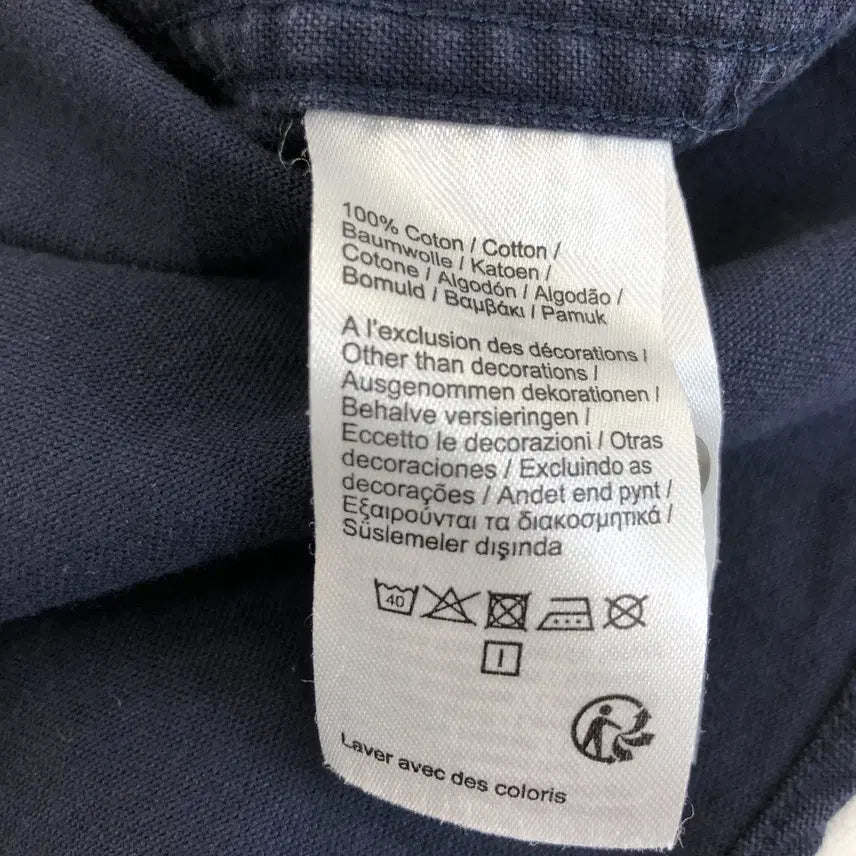 100% Coton / Cotton /
Baumwolle / Katoen /
Cotone / Algodón / Algodão /
Bomuld / Βαμβάκι / Pamuk
A l'exclusion des décorations /
Other than decorations /
Ausgenommen dekorationen /
Behalve versieringen /
Eccetto le decorazioni / Otras
decoraciones / Excluindo as
decorações / Andet end pynt /
Εξαιρούνται τα διακοσμητικά /
Süslemeler dışında
40
Laver avec des coloris